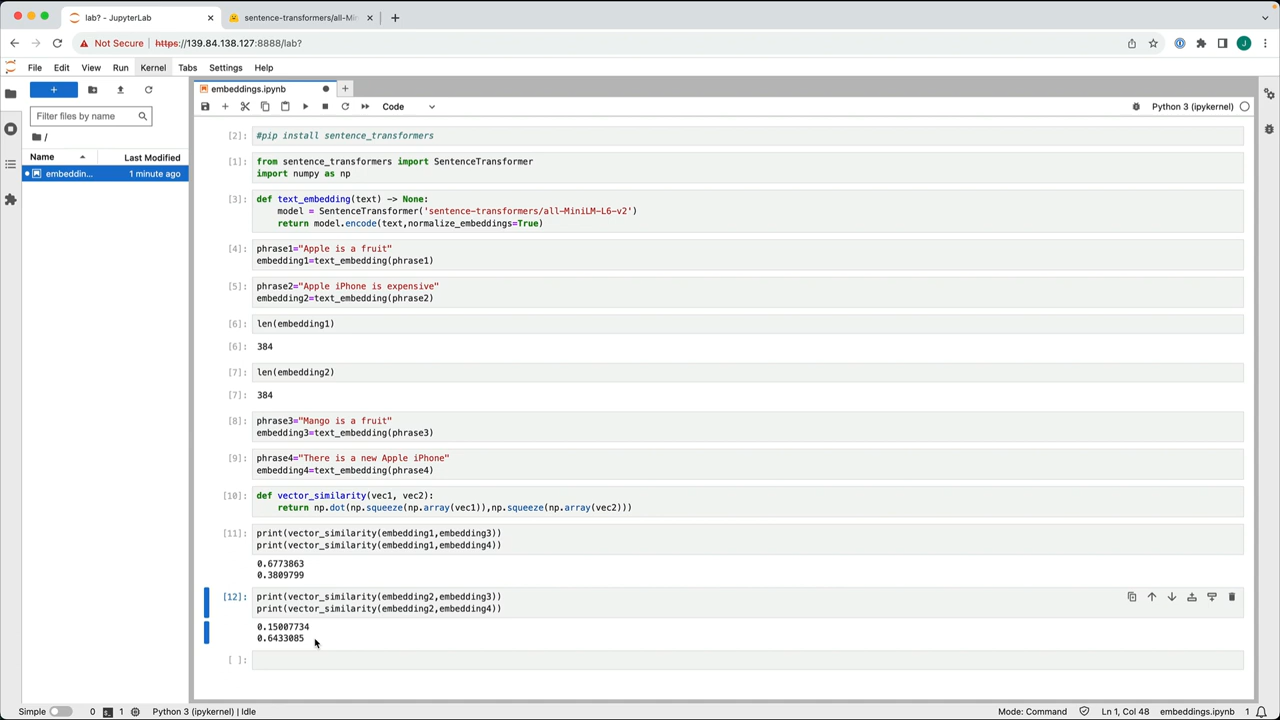 lab? - JupyterLab
sentence-transformers/all-Mi
Not Secure
https://139.84.138.127:8888/lab?
J
File Edit View Run Kernel Tabs Settings Help
embeddings.ipynb
Code
Python 3 (ipykernel)
Filter files by name
/
Name
Last Modified
embeddin...
1 minute ago
[2]: #pip install sentence_transformers
[1]: from sentence_transformers import SentenceTransformer
import numpy as np
[3]: def text_embedding(text) -> None:
model = SentenceTransformer('sentence-transformers/all-MiniLM-L6-v2')
return model.encode(text,normalize_embeddings=True)
[4]: phrase1="Apple is a fruit"
embedding1=text_embedding(phrase1)
[5]: phrase2="Apple iPhone is expensive"
embedding2=text_embedding(phrase2)
[6]: len(embedding1)
[6]: 384
[7]: len(embedding2)
[7]: 384
[8]: phrase3="Mango is a fruit"
embedding3=text_embedding(phrase3)
[9]: phrase4="There is a new Apple iPhone"
embedding4=text_embedding(phrase4)
[10]: def vector_similarity(vec1, vec2):
return np.dot(np.squeeze(np.array(vec1)),np.squeeze(np.array(vec2)))
[11]: print(vector_similarity(embedding1,embedding3))
print(vector_similarity(embedding1,embedding4))
0.6773863
0.3809799
[12]: print(vector_similarity(embedding2,embedding3))
print(vector_similarity(embedding2,embedding4))
0.15007734
0.6433085
[ ]:
Simple 0 1 Python 3 (ipykernel) | Idle
Mode: Command Ln 1, Col 48 embeddings.ipynb 1